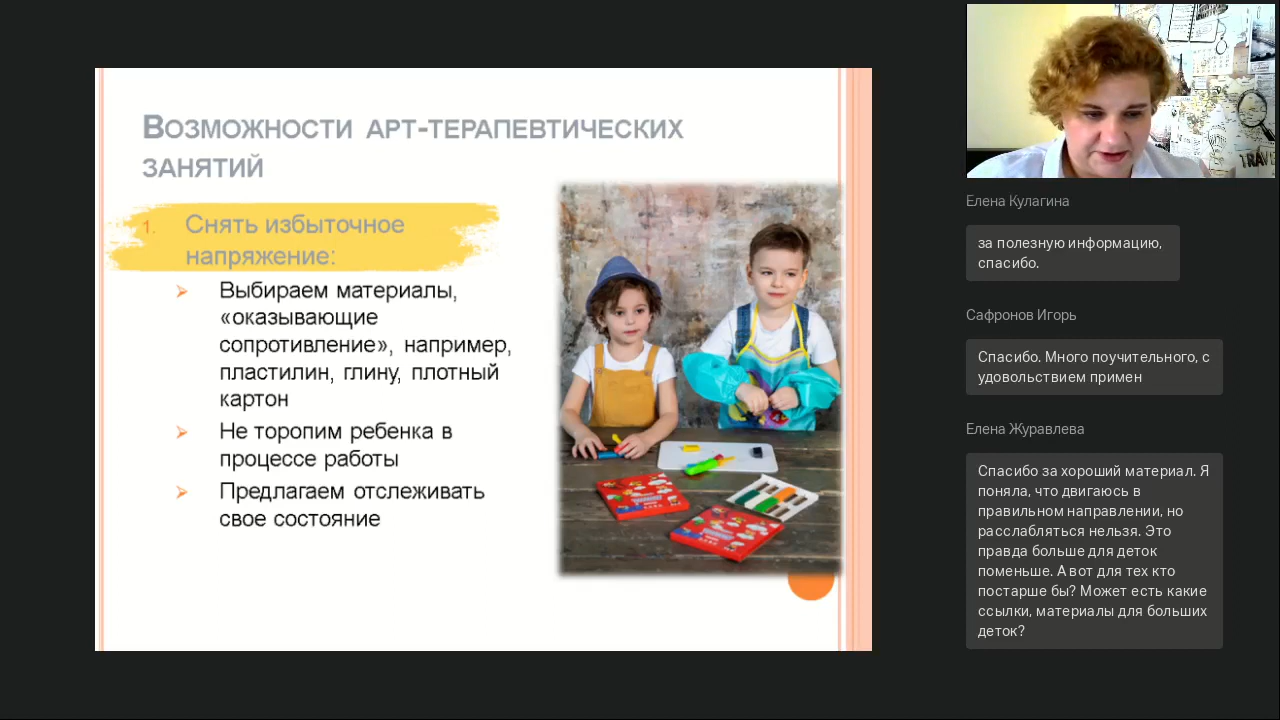 Возможности арт-терапевтических
занятий
1. Снять избыточное
напряжение:
Выбираем материалы,
«оказывающие
сопротивление», например,
пластилин, глину, плотный
картон
Не торопим ребенка в
процессе работы
Предлагаем отслеживать
свое состояние
TRAV
Елена Кулагина
за полезную информацию,
спасибо.
Сафронов Игорь
Спасибо. Много поучительного, с
удовольствием примен
Елена Журавлева
Спасибо за хороший материал. Я
поняла, что двигаюсь в
правильном направлении, но
расслабляться нельзя. Это
правда больше для деток
поменьше. А вот для тех кто
постарше бы? Может есть какие
ссылки, материалы для больших
деток?